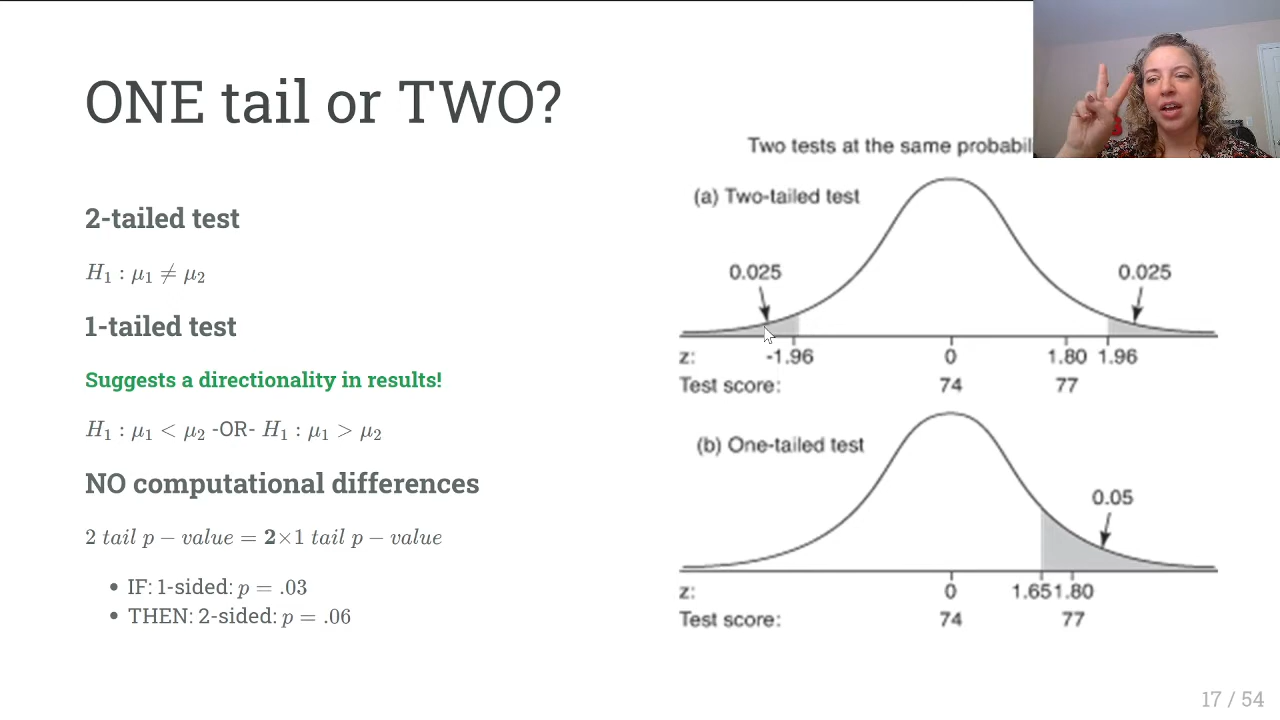 ONE tail or TWO?
2-tailed test
H₁ : μ₁ ≠ μ₂
1-tailed test
Suggests a directionality in results!
H₁ : μ₁ < μ₂ -OR- H₁ : μ₁ > μ₂
NO computational differences
2 tail p − value = 2×1 tail p − value
• IF: 1-sided: p = .03
• THEN: 2-sided: p = .06
Two tests at the same
(a) Two-tailed test
0.025 0.025
z: -1.96 0 1.80 1.96
Test score: 74 77
(b) One-tailed test
0.05
z: 0 1.65 1.80
Test score: 74 77
17 / 54